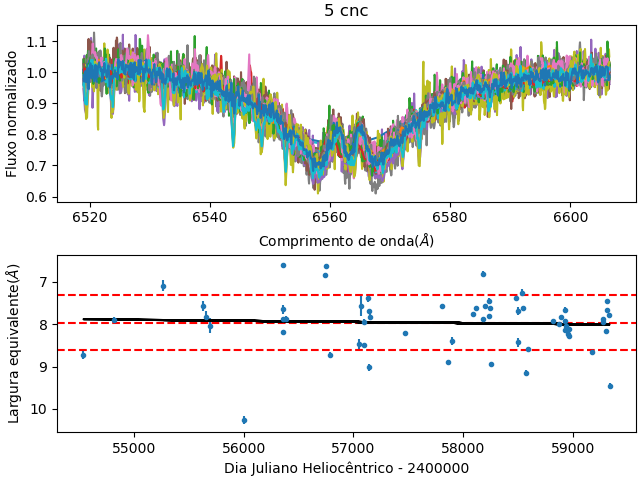 5 cnc
Fluxo normalizado
1.1
1.0
0.9
0.8
0.7
0.6
6520 6540 6560 6580 6600
Comprimento de onda(Å)
Largura equivalente(Å)
7
8
9
10
55000 56000 57000 58000 59000
Dia Juliano Heliocêntrico - 2400000